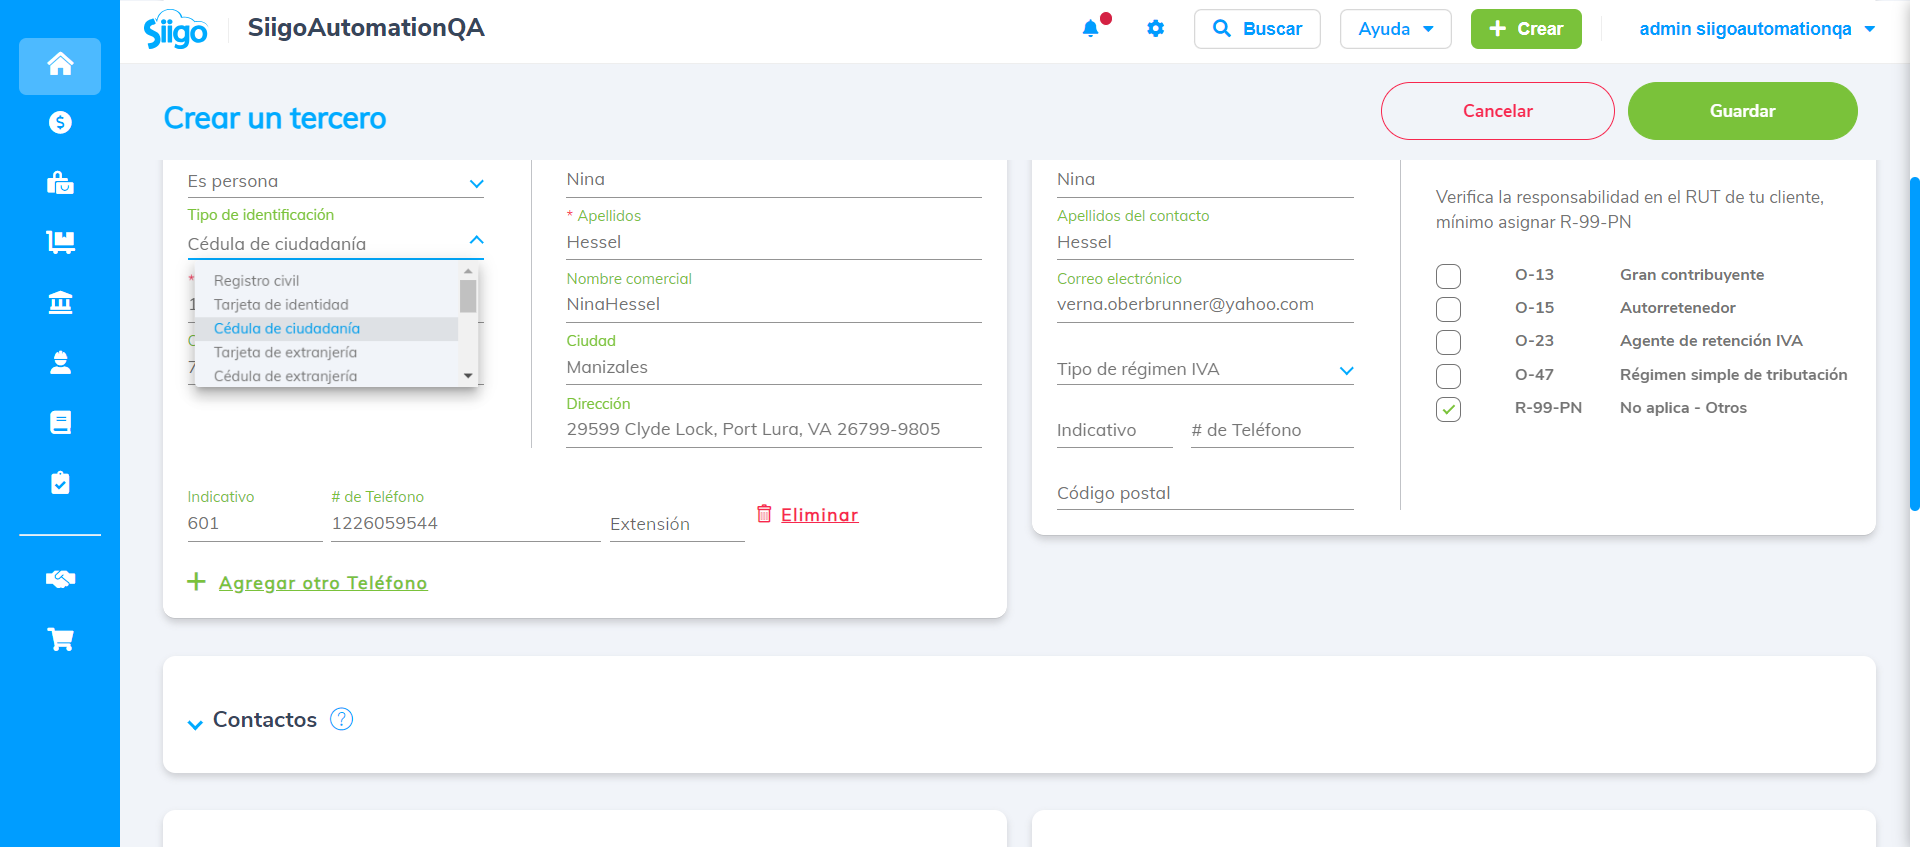 Siigo
SiigoAutomationQA
Buscar
Ayuda
Crear
admin siigoautomationqa
Crear un tercero
Cancelar
Guardar
Es persona
Tipo de identificación
Cédula de ciudadanía
*
1
Registro civil
Tarjeta de identidad
Cédula de ciudadanía
Tarjeta de extranjería
Cédula de extranjería
Nina
* Apellidos
Hessel
Nombre comercial
NinaHessel
Ciudad
Manizales
Dirección
29599 Clyde Lock, Port Lura, VA 26799-9805
Indicativo
601
# de Teléfono
1226059544
Extensión
Eliminar
Agregar otro Teléfono
Nina
Apellidos del contacto
Hessel
Correo electrónico
verna.oberbrunner@yahoo.com
Tipo de régimen IVA
Indicativo
# de Teléfono
Código postal
Verifica la responsabilidad en el RUT de tu cliente,
mínimo asignar R-99-PN
O-13 Gran contribuyente
O-15 Autorretenedor
O-23 Agente de retención IVA
O-47 Régimen simple de tributación
R-99-PN No aplica - Otros
Contactos ?